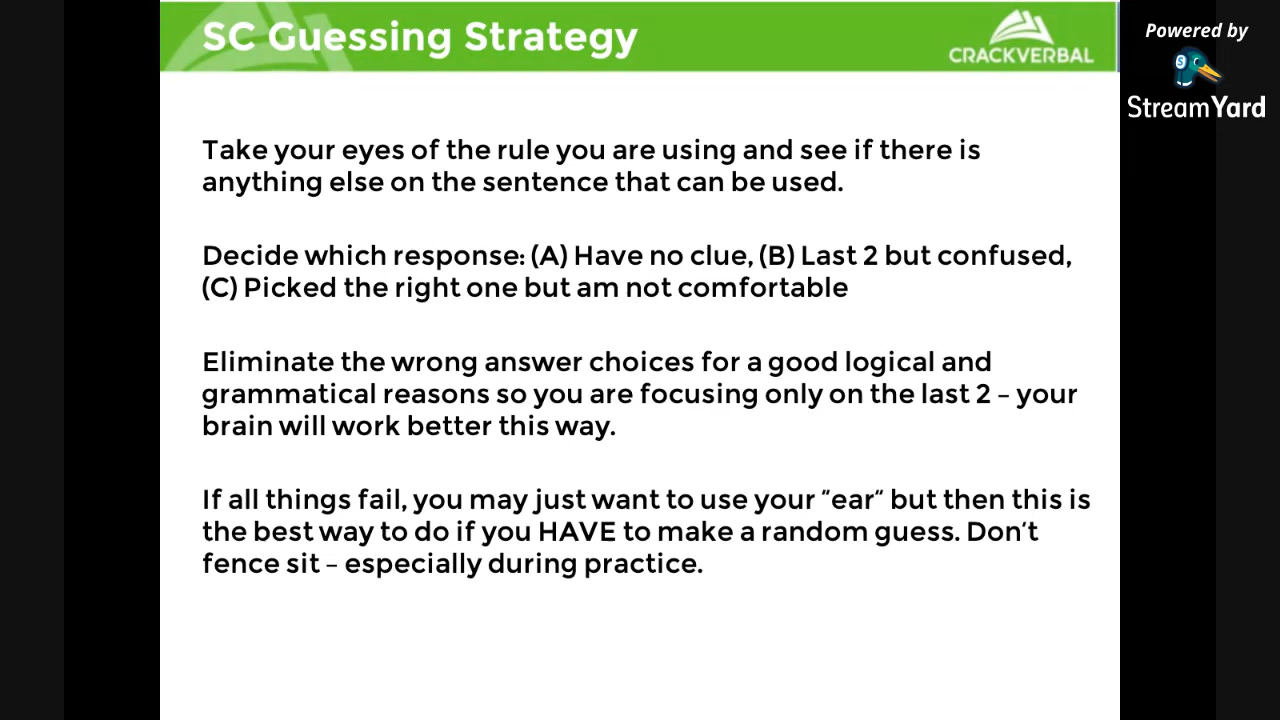 SC Guessing Strategy
CRACKVERBAL
Powered by
S
StreamYard
Take your eyes of the rule you are using and see if there is
anything else on the sentence that can be used.
Decide which response: (A) Have no clue, (B) Last 2 but confused,
(C) Picked the right one but am not comfortable
Eliminate the wrong answer choices for a good logical and
grammatical reasons so you are focusing only on the last 2 – your
brain will work better this way.
If all things fail, you may just want to use your “ear“ but then this is
the best way to do if you HAVE to make a random guess. Don‘t
fence sit – especially during practice.